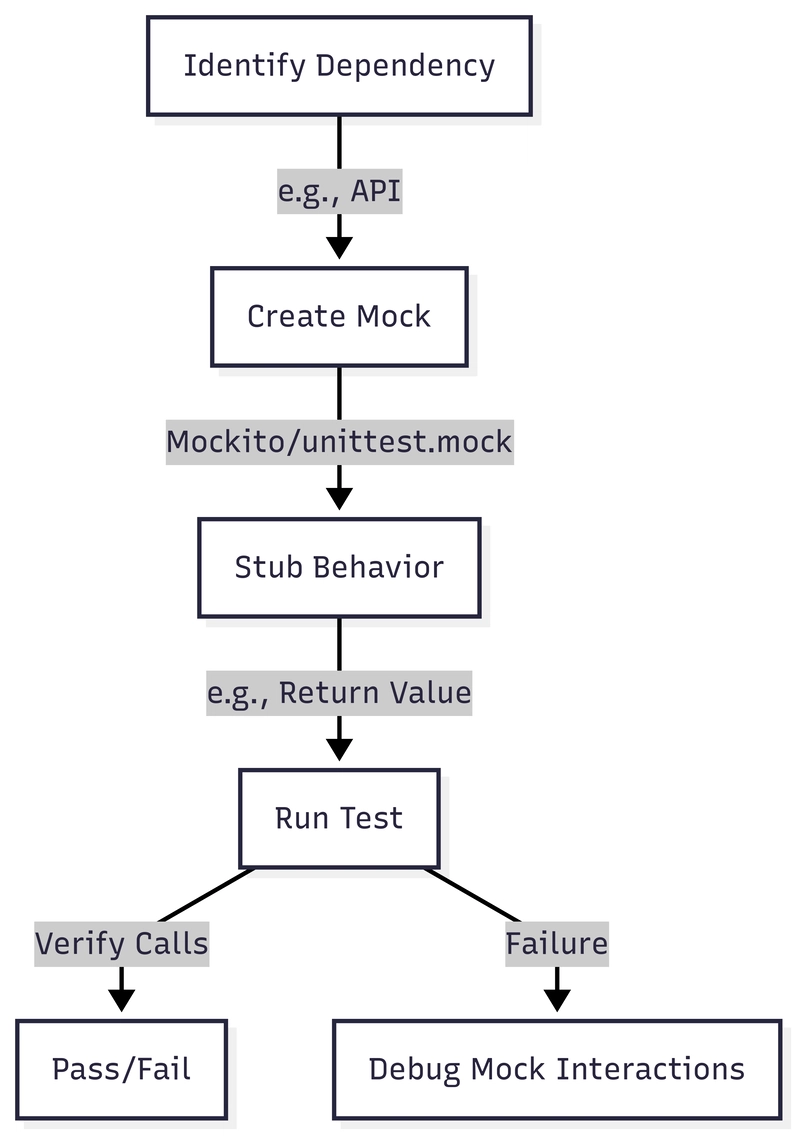 Identify Dependency
e.g., API
Create Mock
Mockito/unittest.mock
Stub Behavior
e.g., Return Value
Run Test
Verify Calls
Failure
Pass/Fail
Debug Mock Interactions